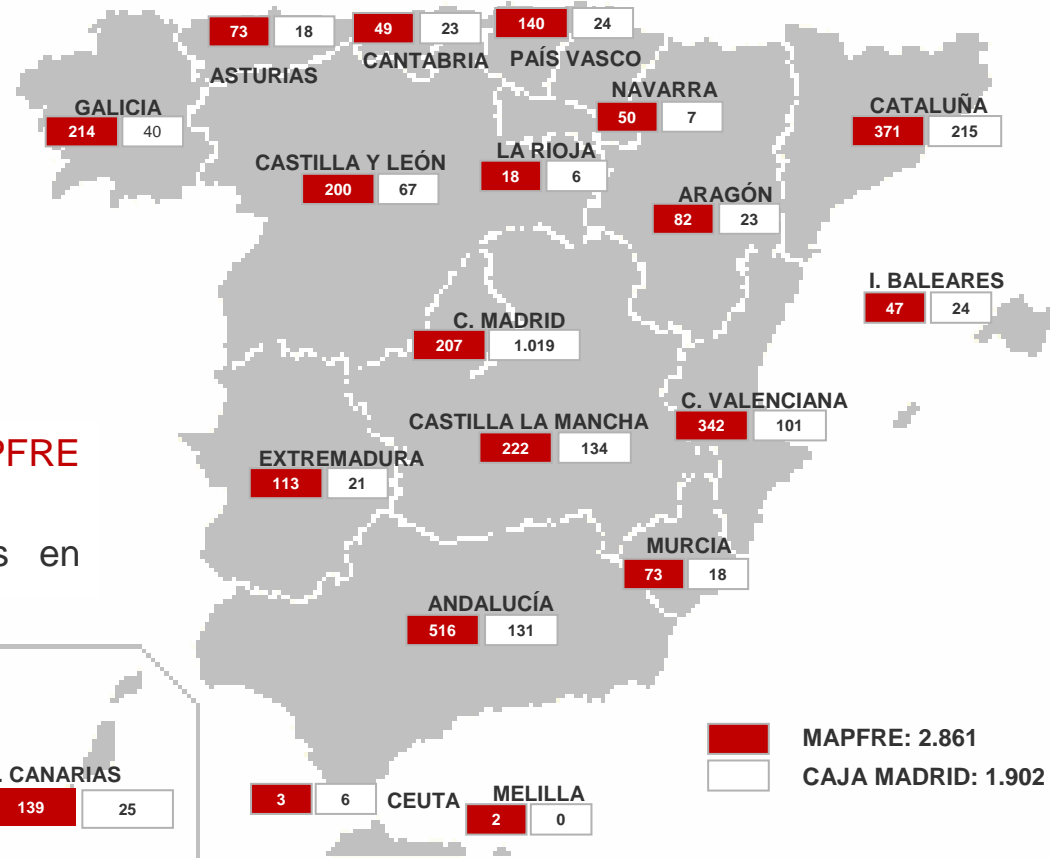 73 18
49 23
140 24
ASTURIAS
CANTABRIA
PAÍS VASCO
GALICIA
214 40
NAVARRA
50 7
CATALUÑA
371 215
CASTILLA Y LEÓN
200 67
LA RIOJA
18 6
ARAGÓN
82 23
I. BALEARES
47 24
C. MADRID
207 1.019
C. VALENCIANA
342 101
CASTILLA LA MANCHA
222 134
EXTREMADURA
113 21
PFRE
s en
MURCIA
73 18
ANDALUCÍA
516 131
MAPFRE: 2.861
CAJA MADRID: 1.902
. CANARIAS
139 25
3 6 CEUTA
MELILLA
2 0